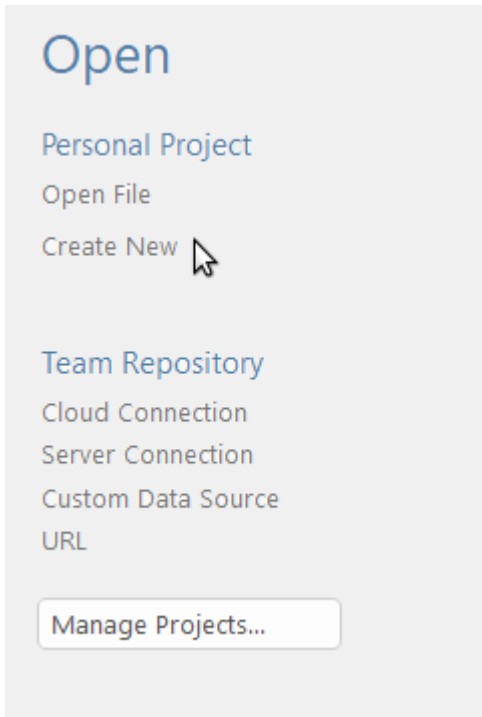 Open
Personal Project
Open File
Create New
Team Repository
Cloud Connection
Server Connection
Custom Data Source
URL
Manage Projects...